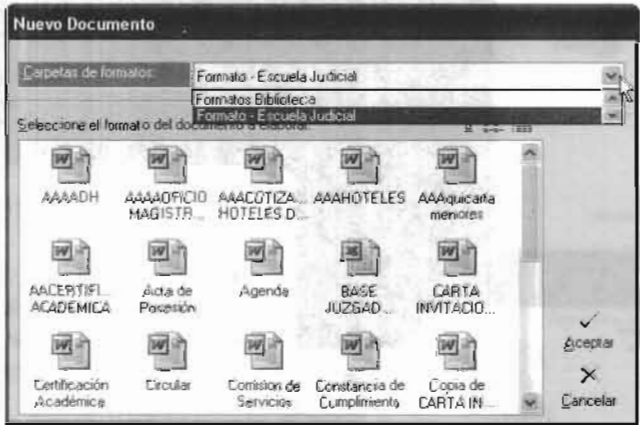 Nuevo Documento
Carpetas de formatos:
Formato - Escuela Judicial
Formatos Biblioteca
Formato - Escuela Judicial
Seleccione el formato del documento a elaborar:
AAAADH
AAAAOFICIO
MAGISTR...
AAACOTIZA...
HOTELES D...
AAAHOTELES
AAAquicarta
menores
AACERTIFI...
ACADEMICA
Acta de
Posesión
Agenda
BASE
JUZGAD...
CARTA
INVITACIO...
Certificación
Académica
Circular
Comision de
Servicios
Constancia de
Cumplimiento
Copia de
CARTA IN...
Aceptar
Cancelar